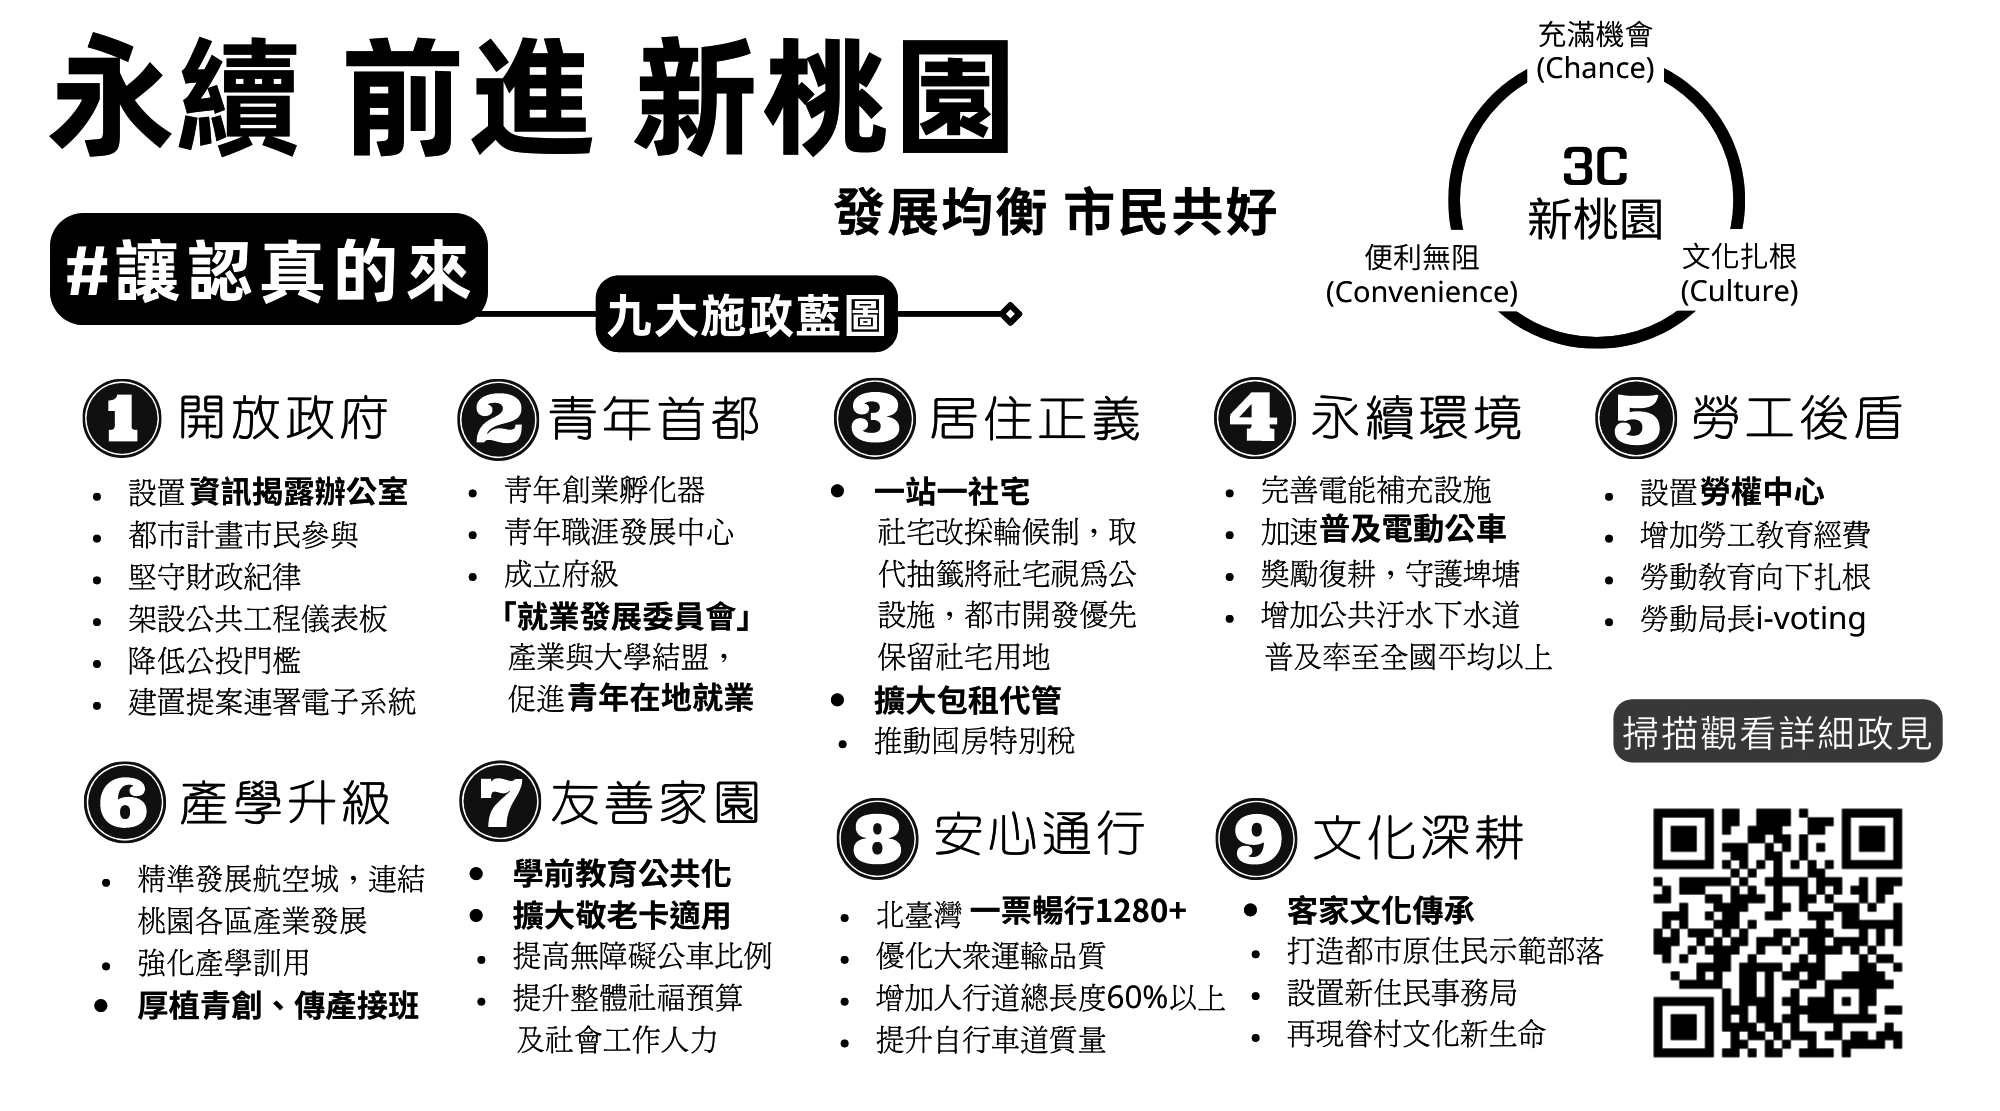 永續 前進 新桃園
發展均衡 市民共好
#讓認真的來
九大施政藍圖
充滿機會
(Chance)
3C
新桃園
便利無阻
(Convenience)
文化扎根
(Culture)
1 開放政府
• 設置資訊揭露辦公室
• 都市計畫市民參與
• 堅守財政紀律
• 架設公共工程儀表板
• 降低公投門檻
• 建置提案連署電子系統
2 青年首都
• 青年創業孵化器
• 青年職涯發展中心
• 成立府級
「就業發展委員會」
產業與大學結盟，
促進青年在地就業
3 居住正義
• 一站一社宅
社宅改採輪候制，取
代抽籤將社宅視為公
設施，都市開發優先
保留社宅用地
• 擴大包租代管
• 推動囤房特別稅
4 永續環境
• 完善電能補充設施
• 加速普及電動公車
• 獎勵復耕，守護埤塘
• 增加公共汙水下水道
普及率至全國平均以上
5 勞工後盾
• 設置勞權中心
• 增加勞工教育經費
• 勞動教育向下扎根
• 勞動局長i-voting
6 產學升級
• 精準發展航空城，連結
桃園各區產業發展
• 強化產學訓用
• 厚植青創、傳產接班
7 友善家園
• 學前教育公共化
• 擴大敬老卡適用
• 提高無障礙公車比例
• 提升整體社福預算
及社會工作人力
8 安心通行
• 北臺灣 一票暢行1280+
• 優化大眾運輸品質
• 增加人行道總長度60%以上
• 提升自行車道質量
9 文化深耕
• 客家文化傳承
• 打造都市原住民示範部落
• 設置新住民事務局
• 再現眷村文化新生命
掃描觀看詳細政見